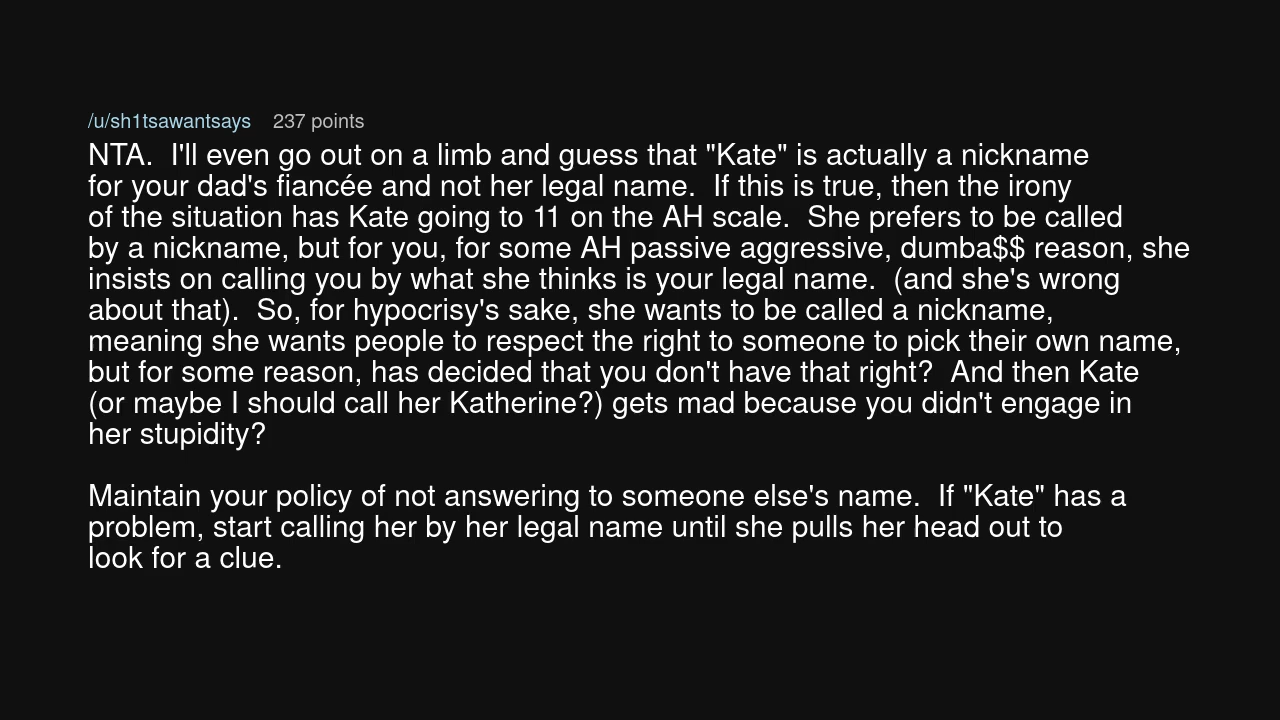 /u/sh1tsawantsays 237 points
NTA.  I'll even go out on a limb and guess that "Kate" is actually a nickname
for your dad's fiancée and not her legal name.  If this is true, then the irony
of the situation has Kate going to 11 on the AH scale.  She prefers to be called
by a nickname, but for you, for some AH passive aggressive, dumba$$ reason, she
insists on calling you by what she thinks is your legal name.  (and she's wrong
about that).  So, for hypocrisy's sake, she wants to be called a nickname,
meaning she wants people to respect the right to someone to pick their own name,
but for some reason, has decided that you don't have that right?  And then Kate
(or maybe I should call her Katherine?) gets mad because you didn't engage in
her stupidity?
Maintain your policy of not answering to someone else's name.  If "Kate" has a
problem, start calling her by her legal name until she pulls her head out to
look for a clue.